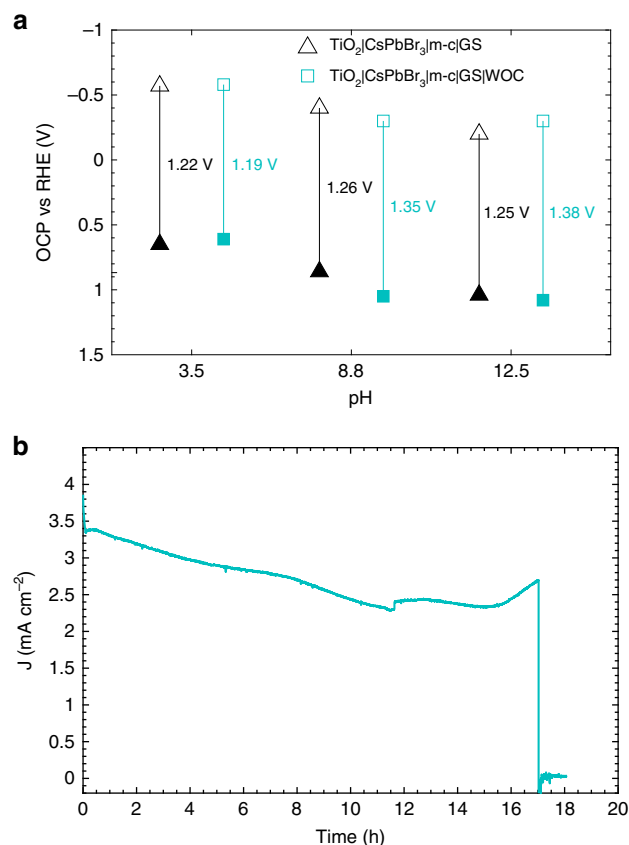 a
TiO₂|CsPbBr₃|m-c|GS
TiO₂|CsPbBr₃|m-c|GS|WOC
OCP vs RHE (V)
−1
−0.5
0
0.5
1
1.5
1.22 V
1.19 V
1.26 V
1.35 V
1.25 V
1.38 V
3.5
8.8
12.5
pH
b
J (mA cm⁻²)
4
3.5
3
2.5
2
1.5
1
0.5
0
0 2 4 6 8 10 12 14 16 18 20
Time (h)